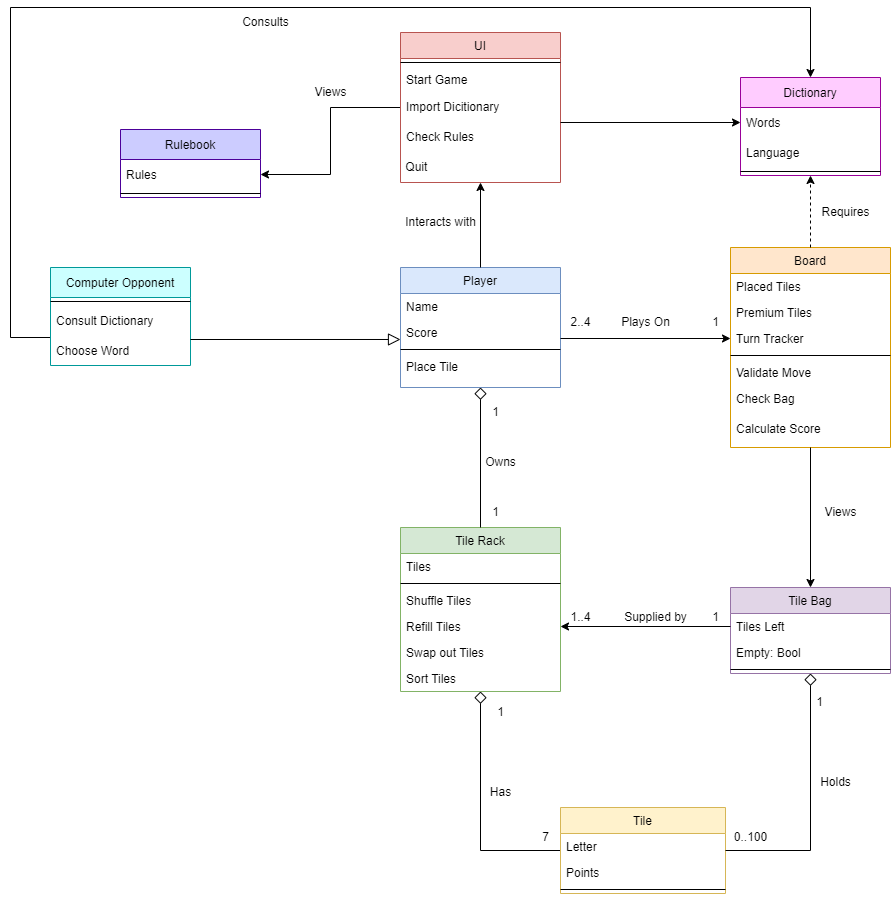 Consults
UI
Start Game
Import Dicitionary
Check Rules
Quit
Views
Dictionary
Words
Language
Rulebook
Rules
Interacts with
Requires
Computer Opponent
Consult Dictionary
Choose Word
Player
Name
Score
Place Tile
2..4 Plays On 1
Board
Placed Tiles
Premium Tiles
Turn Tracker
Validate Move
Check Bag
Calculate Score
1
Owns
1
Views
Tile Rack
Tiles
Shuffle Tiles
Refill Tiles
Swap out Tiles
Sort Tiles
1..4 Supplied by 1
Tile Bag
Tiles Left
Empty: Bool
1
Has
7
1
Holds
0..100
Tile
Letter
Points